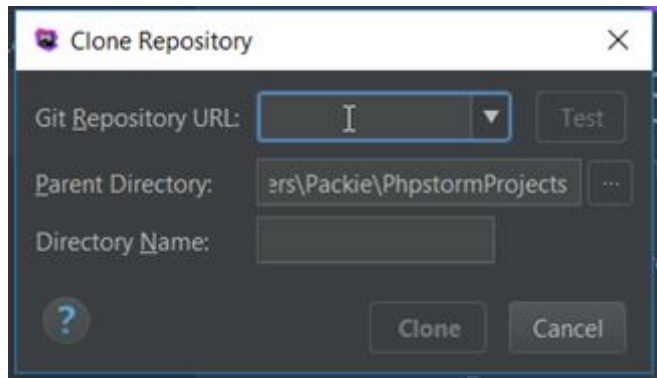 Clone Repository
Git Repository URL: Test
Parent Directory: ers\Packie\PhpstormProjects ...
Directory Name:
? Clone Cancel